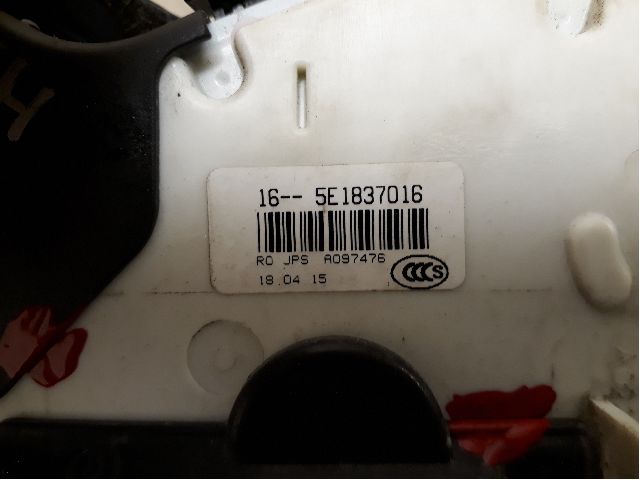 16-- 5E1837016
RO JPS A097476
18.04 15
CCCS